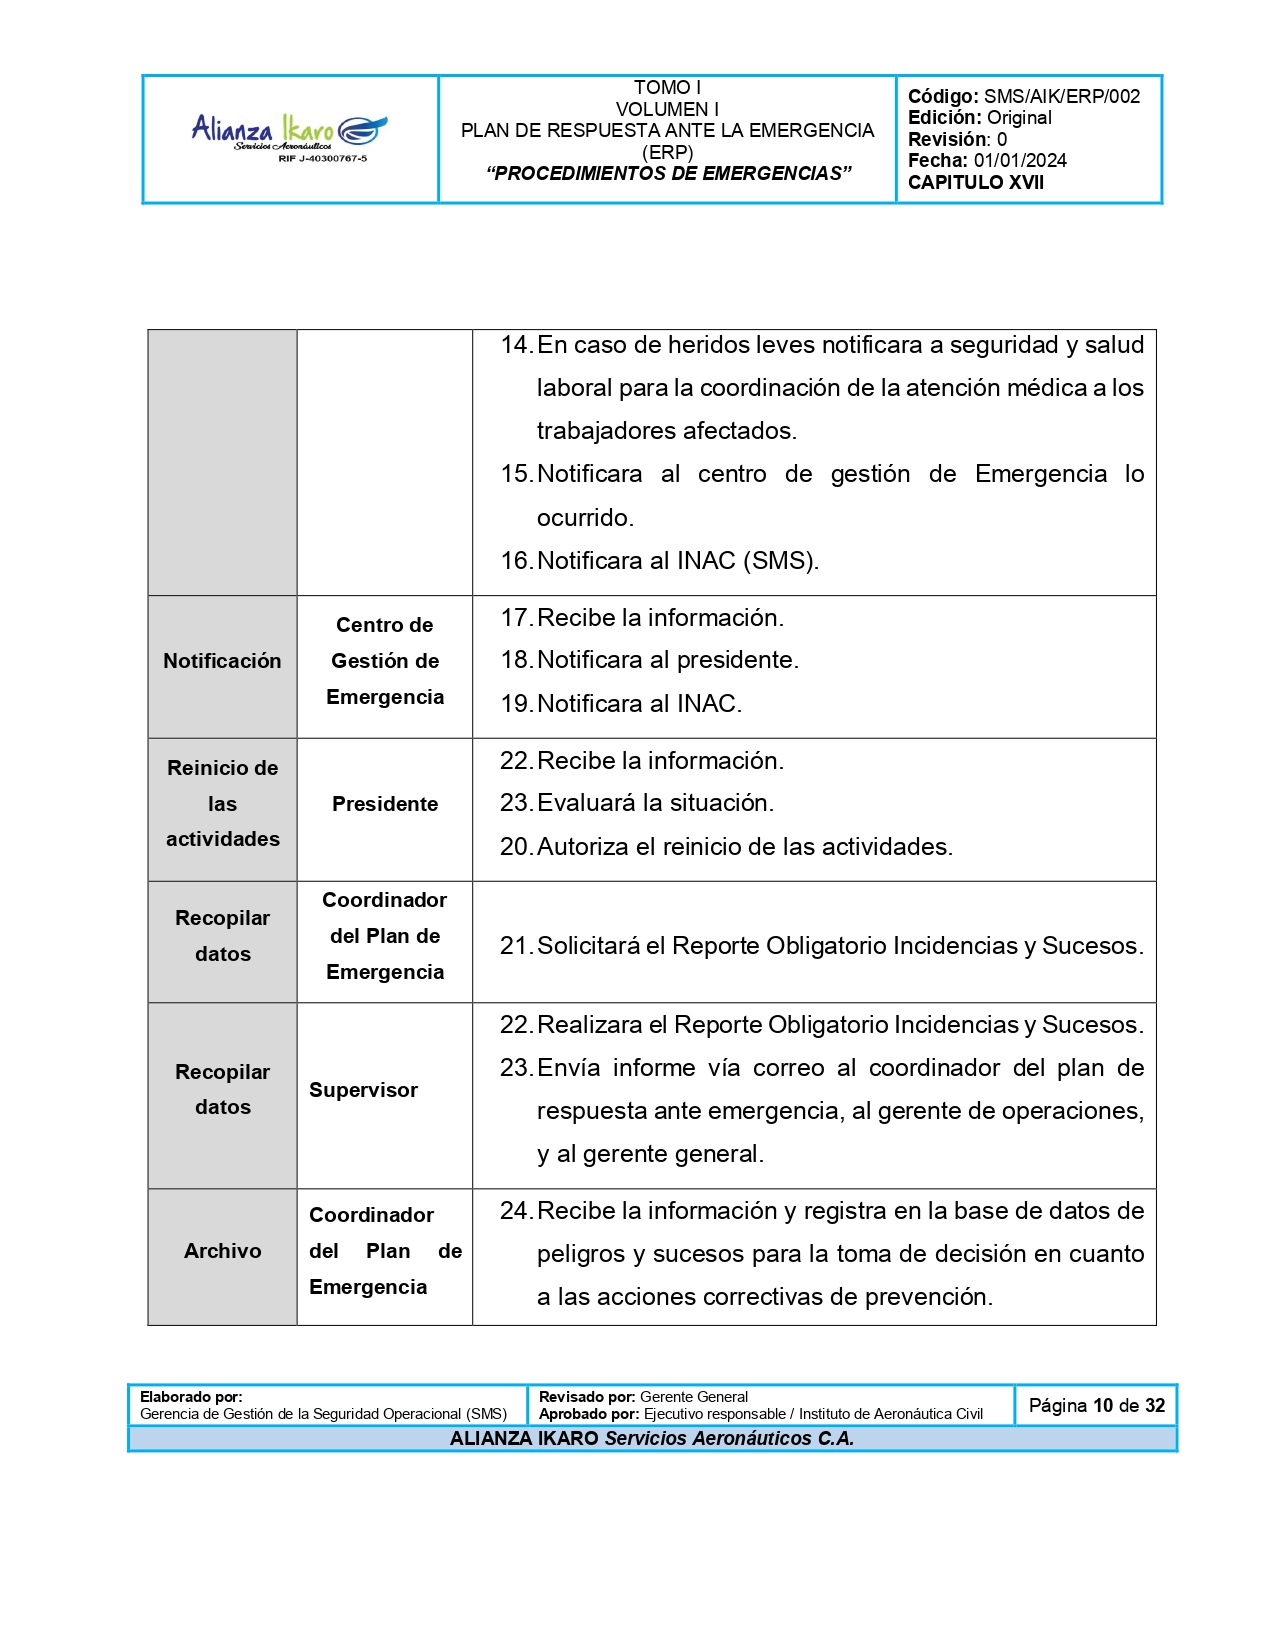 Alianza Ikaro
Servicios Aeronáuticos
RIF J-40300767-5
TOMO I
VOLUMEN I
PLAN DE RESPUESTA ANTE LA EMERGENCIA
(ERP)
“PROCEDIMIENTOS DE EMERGENCIAS”
Código: SMS/AIK/ERP/002
Edición: Original
Revisión: 0
Fecha: 01/01/2024
CAPITULO XVII
14. En caso de heridos leves notificara a seguridad y salud
laboral para la coordinación de la atención médica a los
trabajadores afectados.
15. Notificara al centro de gestión de Emergencia lo
ocurrido.
16. Notificara al INAC (SMS).
Notificación
Centro de
Gestión de
Emergencia
17. Recibe la información.
18. Notificara al presidente.
19. Notificara al INAC.
Reinicio de
las
actividades
Presidente
22. Recibe la información.
23. Evaluará la situación.
20. Autoriza el reinicio de las actividades.
Recopilar
datos
Coordinador
del Plan de
Emergencia
21. Solicitará el Reporte Obligatorio Incidencias y Sucesos.
Recopilar
datos
Supervisor
22. Realizara el Reporte Obligatorio Incidencias y Sucesos.
23. Envía informe vía correo al coordinador del plan de
respuesta ante emergencia, al gerente de operaciones,
y al gerente general.
Archivo
Coordinador
del Plan de
Emergencia
24. Recibe la información y registra en la base de datos de
peligros y sucesos para la toma de decisión en cuanto
a las acciones correctivas de prevención.
Elaborado por:
Gerencia de Gestión de la Seguridad Operacional (SMS)
Revisado por: Gerente General
Aprobado por: Ejecutivo responsable / Instituto de Aeronáutica Civil
Página 10 de 32
ALIANZA IKARO Servicios Aeronáuticos C.A.